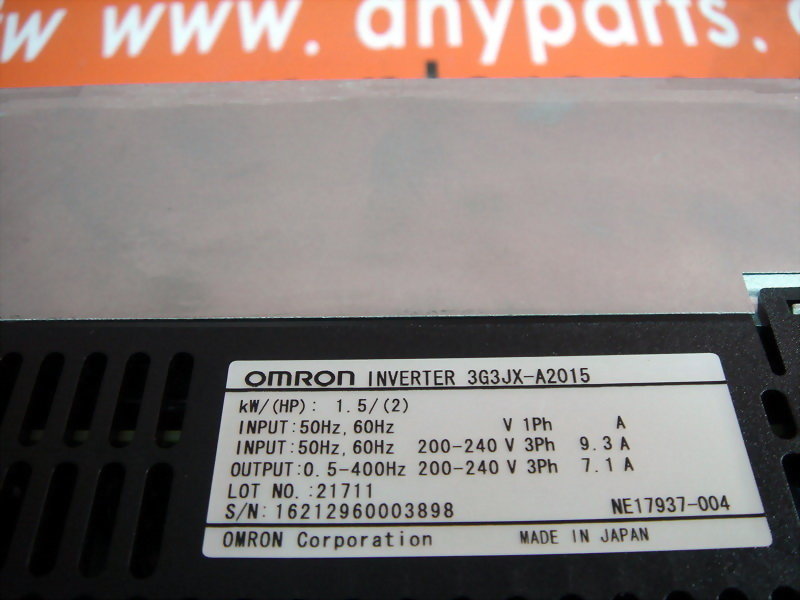 www. anyparts.
OMRON INVERTER 3G3JX-A2015
kW/(HP): 1.5/(2)
INPUT:50Hz,60Hz V 1Ph A
INPUT:50Hz,60Hz 200-240 V 3Ph 9.3 A
OUTPUT:0.5-400Hz 200-240 V 3Ph 7.1 A
LOT NO.:21711
S/N:16212960003898 NE17937-004
OMRON Corporation MADE IN JAPAN